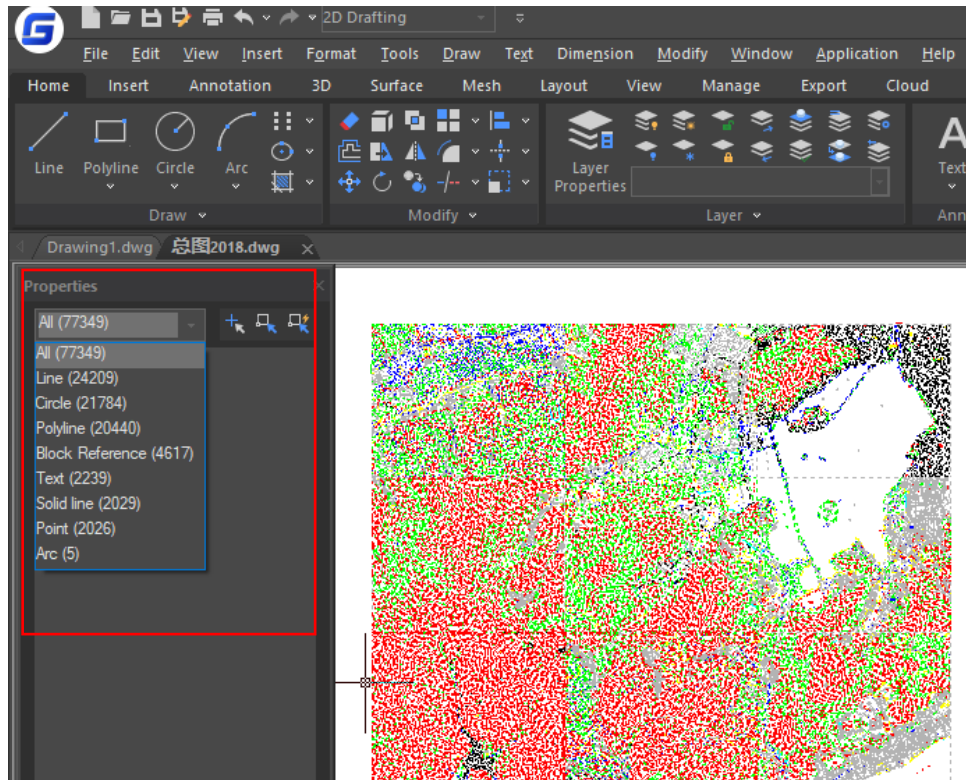 2D Drafting
File Edit View Insert Format Tools Draw Text Dimension Modify Window Application Help
Home Insert Annotation 3D Surface Mesh Layout View Manage Export Cloud
Line Polyline Circle Arc
Layer
Properties
Text
Draw Modify Layer Ann
Drawing1.dwg 总图2018.dwg
Properties
All (77349)
All (77349)
Line (24209)
Circle (21784)
Polyline (20440)
Block Reference (4617)
Text (2239)
Solid line (2029)
Point (2026)
Arc (5)